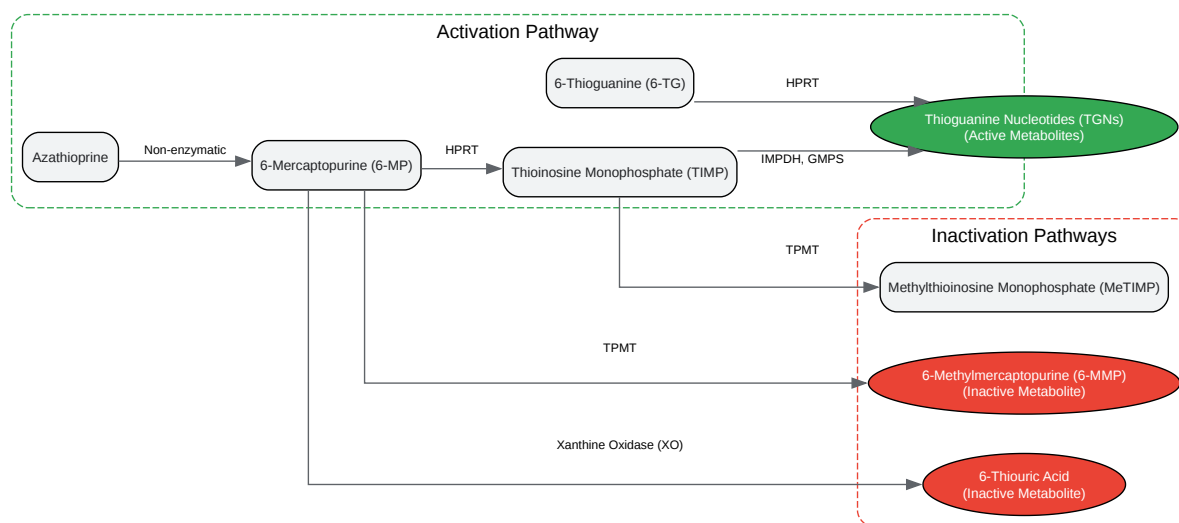 Activation Pathway
6-Thioguanine (6-TG)
HPRT
Thioguanine Nucleotides (TGNs)
(Active Metabolites)
Azathioprine
Non-enzymatic
6-Mercaptopurine (6-MP)
HPRT
Thioinosine Monophosphate (TIMP)
IMPDH, GMPS
Inactivation Pathways
TPMT
Methylthioinosine Monophosphate (MeTIMP)
TPMT
6-Methylmercaptopurine (6-MMP)
(Inactive Metabolite)
Xanthine Oxidase (XO)
6-Thiouric Acid
(Inactive Metabolite)